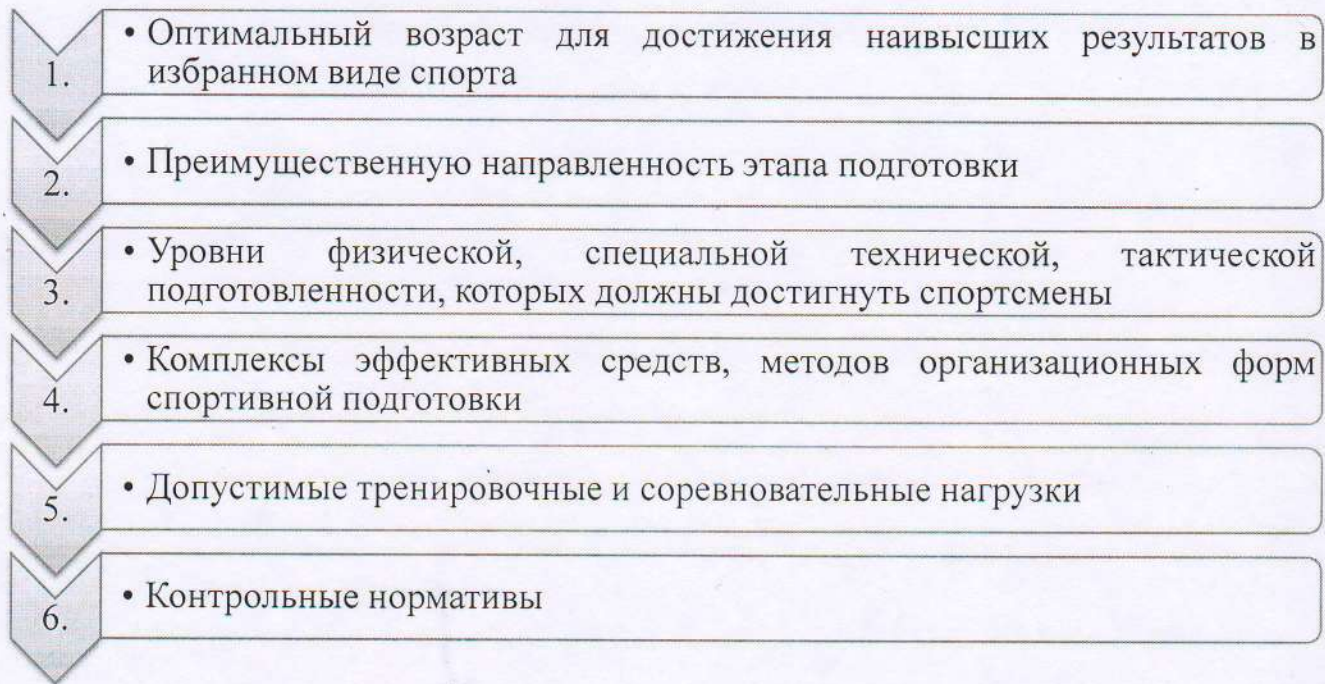 1.
• Оптимальный возраст для достижения наивысших результатов в
избранном виде спорта
2.
• Преимущественную направленность этапа подготовки
3.
• Уровни физической, специальной технической, тактической
подготовленности, которых должны достигнуть спортсмены
4.
• Комплексы эффективных средств, методов организационных форм
спортивной подготовки
5.
• Допустимые тренировочные и соревновательные нагрузки
6.
• Контрольные нормативы